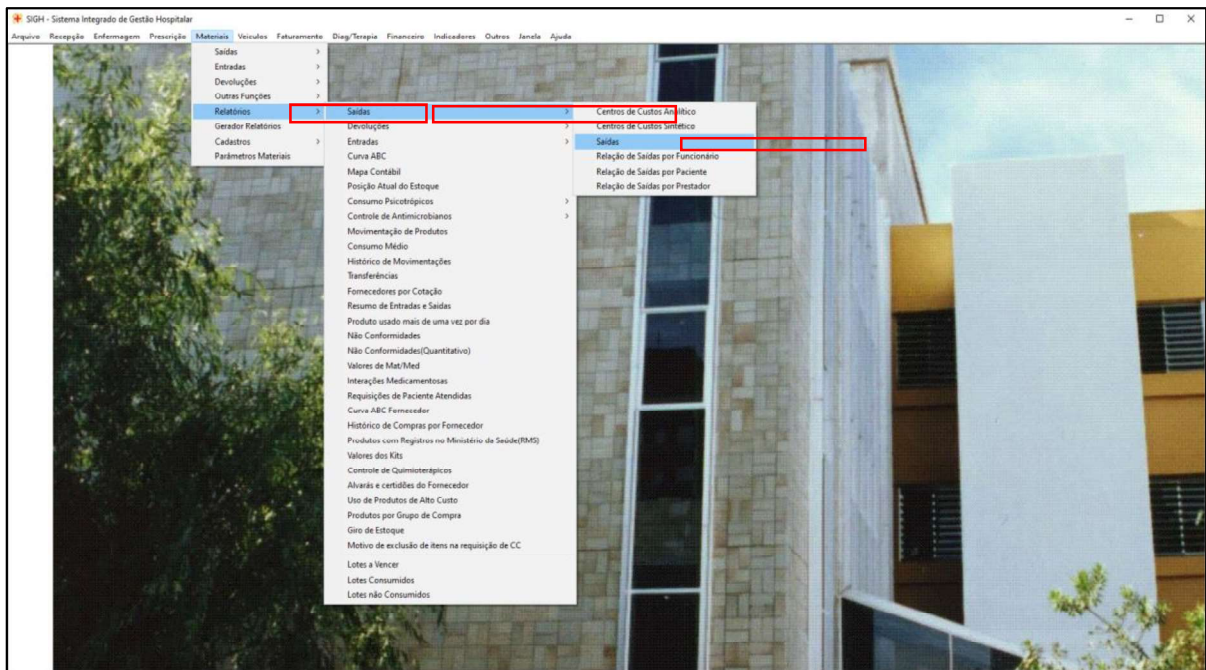 SIGH - Sistema Integrado de Gestão Hospitalar
Arquivo Recepção Enfermagem Prescrição Materiais Veiculos Faturamento Diag/Terapia Financeiro Indicadores Outros Janela Ajuda
Saídas
Entradas
Devoluções
Outras Funções
Relatórios
Gerador Relatórios
Cadastros
Parâmetros Materiais
Saídas
Devoluções
Entradas
Curva ABC
Mapa Contábil
Posição Atual do Estoque
Consumo Psicotrópicos
Controle de Antimicrobianos
Movimentação de Produtos
Consumo Médio
Histórico de Movimentações
Transferências
Fornecedores por Cotação
Resumo de Entradas e Saídas
Produto usado mais de uma vez por dia
Não Conformidades
Não Conformidades(Quantitativo)
Valores de Mat/Med
Interações Medicamentosas
Requisições de Paciente Atendidas
Curva ABC Fornecedor
Histórico de Compras por Fornecedor
Produtos com Registros no Ministério da Saúde(RMS)
Valores dos Kits
Controle de Quimioterápicos
Alvarás e certidões do Fornecedor
Uso de Produtos de Alto Custo
Produtos por Grupo de Compra
Giro de Estoque
Motivo de exclusão de itens na requisição de CC
Lotes a Vencer
Lotes Consumidos
Lotes não Consumidos
Centros de Custos Analítico
Centros de Custos Sintético
Saídas
Relação de Saídas por Funcionário
Relação de Saídas por Paciente
Relação de Saídas por Prestador